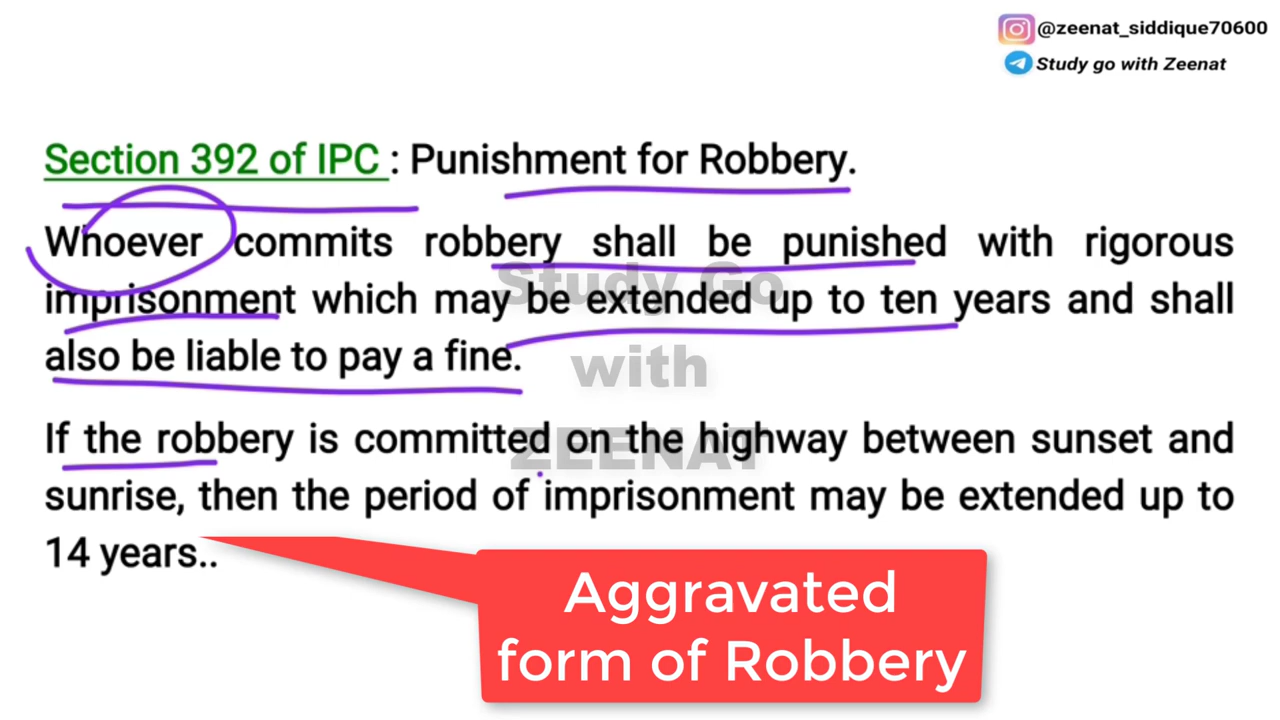 @zeenat_siddique70600
Study go with Zeenat
Section 392 of IPC : Punishment for Robbery.
Whoever commits robbery shall be punished with rigorous
imprisonment which may be extended up to ten years and shall
also be liable to pay a fine.
If the robbery is committed on the highway between sunset and
sunrise, then the period of imprisonment may be extended up to
14 years..
Study Go
with
ZEENAT
Aggravated
form of Robbery